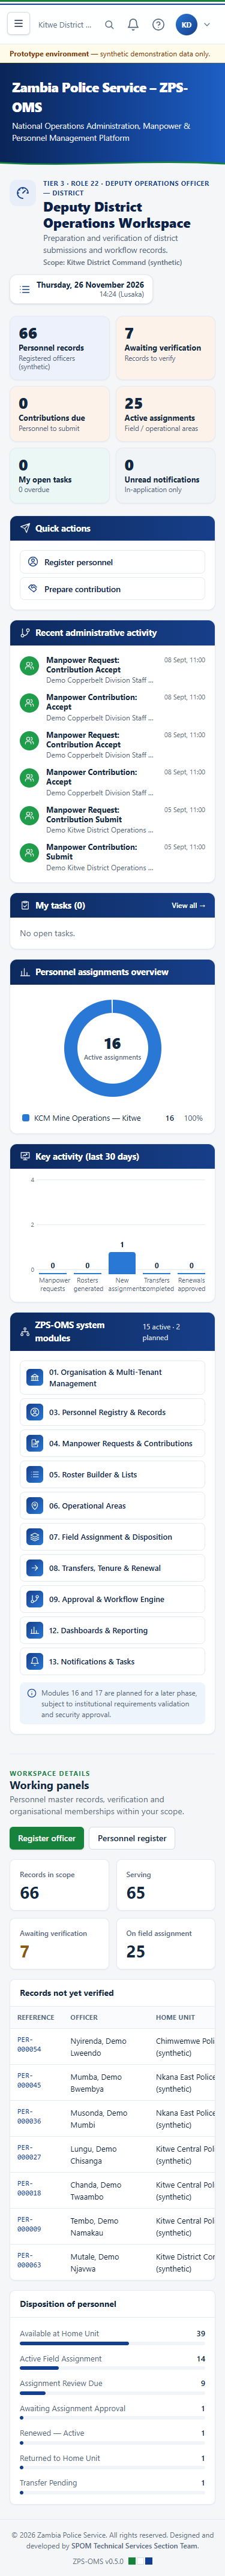 Kitwe District ...
KD
Prototype environment — synthetic demonstration data only.
Zambia Police Service – ZPS-
OMS
National Operations Administration, Manpower &
Personnel Management Platform
TIER 3 · ROLE 22 · DEPUTY OPERATIONS OFFICER
— DISTRICT
Deputy District
Operations Workspace
Preparation and verification of district
submissions and workflow records.
Scope: Kitwe District Command (synthetic)
Thursday, 26 November 2026
14:24 (Lusaka)
66
Personnel records
Registered officers
(synthetic)
7
Awaiting verification
Records to verify
0
Contributions due
Personnel to submit
25
Active assignments
Field / operational areas
0
My open tasks
0 overdue
0
Unread notifications
In-application only
Quick actions
Register personnel
Prepare contribution
Recent administrative activity
Manpower Request:
Contribution Accept
08 Sept, 11:00
Demo Copperbelt Division Staff ...
Manpower Contribution:
Accept
08 Sept, 11:00
Demo Copperbelt Division Staff ...
Manpower Request:
Contribution Accept
08 Sept, 11:00
Demo Copperbelt Division Staff ...
Manpower Contribution:
Accept
08 Sept, 11:00
Demo Copperbelt Division Staff ...
Manpower Request:
Contribution Submit
05 Sept, 11:00
Demo Kitwe District Operations ...
Manpower Contribution:
Submit
05 Sept, 11:00
Demo Kitwe District Operations ...
My tasks (0)
View all →
No open tasks.
Personnel assignments overview
16
Active assignments
KCM Mine Operations — Kitwe 16 100%
Key activity (last 30 days)
4
2
0
0 0 1 0 0
Manpower requests
Rosters generated
New assignments
Transfers completed
Renewals approved
ZPS-OMS system
modules
15 active · 2
planned
01. Organisation & Multi-Tenant
Management
03. Personnel Registry & Records
04. Manpower Requests & Contributions
05. Roster Builder & Lists
06. Operational Areas
07. Field Assignment & Disposition
08. Transfers, Tenure & Renewal
09. Approval & Workflow Engine
12. Dashboards & Reporting
13. Notifications & Tasks
Modules 16 and 17 are planned for a later phase,
subject to institutional requirements validation
and security approval.
WORKSPACE DETAILS
Working panels
Personnel master records, verification and
organisational memberships within your scope.
Register officer
Personnel register
Records in scope
66
Serving
65
Awaiting verification
7
On field assignment
25
Records not yet verified
REFERENCE OFFICER HOME UNIT
PER-
000054
Nyirenda, Demo
Lweendo
Chimwemwe Poli
(synthetic)
PER-
000045
Mumba, Demo
Bwembya
Nkana East Police
(synthetic)
PER-
000036
Musonda, Demo
Mumbi
Nkana East Police
(synthetic)
PER-
000027
Lungu, Demo
Chisanga
Kitwe Central Pol
(synthetic)
PER-
000018
Chanda, Demo
Twaambo
Kitwe Central Pol
(synthetic)
PER-
000009
Tembo, Demo
Namakau
Kitwe Central Pol
(synthetic)
PER-
000063
Mutale, Demo
Njavwa
Kitwe District Cor
(synthetic)
Disposition of personnel
Available at Home Unit 39
Active Field Assignment 14
Assignment Review Due 9
Awaiting Assignment Approval 1
Renewed — Active 1
Returned to Home Unit 1
Transfer Pending 1
© 2026 Zambia Police Service. All rights reserved. Designed and
developed by SPOM Technical Services Section Team.
ZPS-OMS v0.5.0